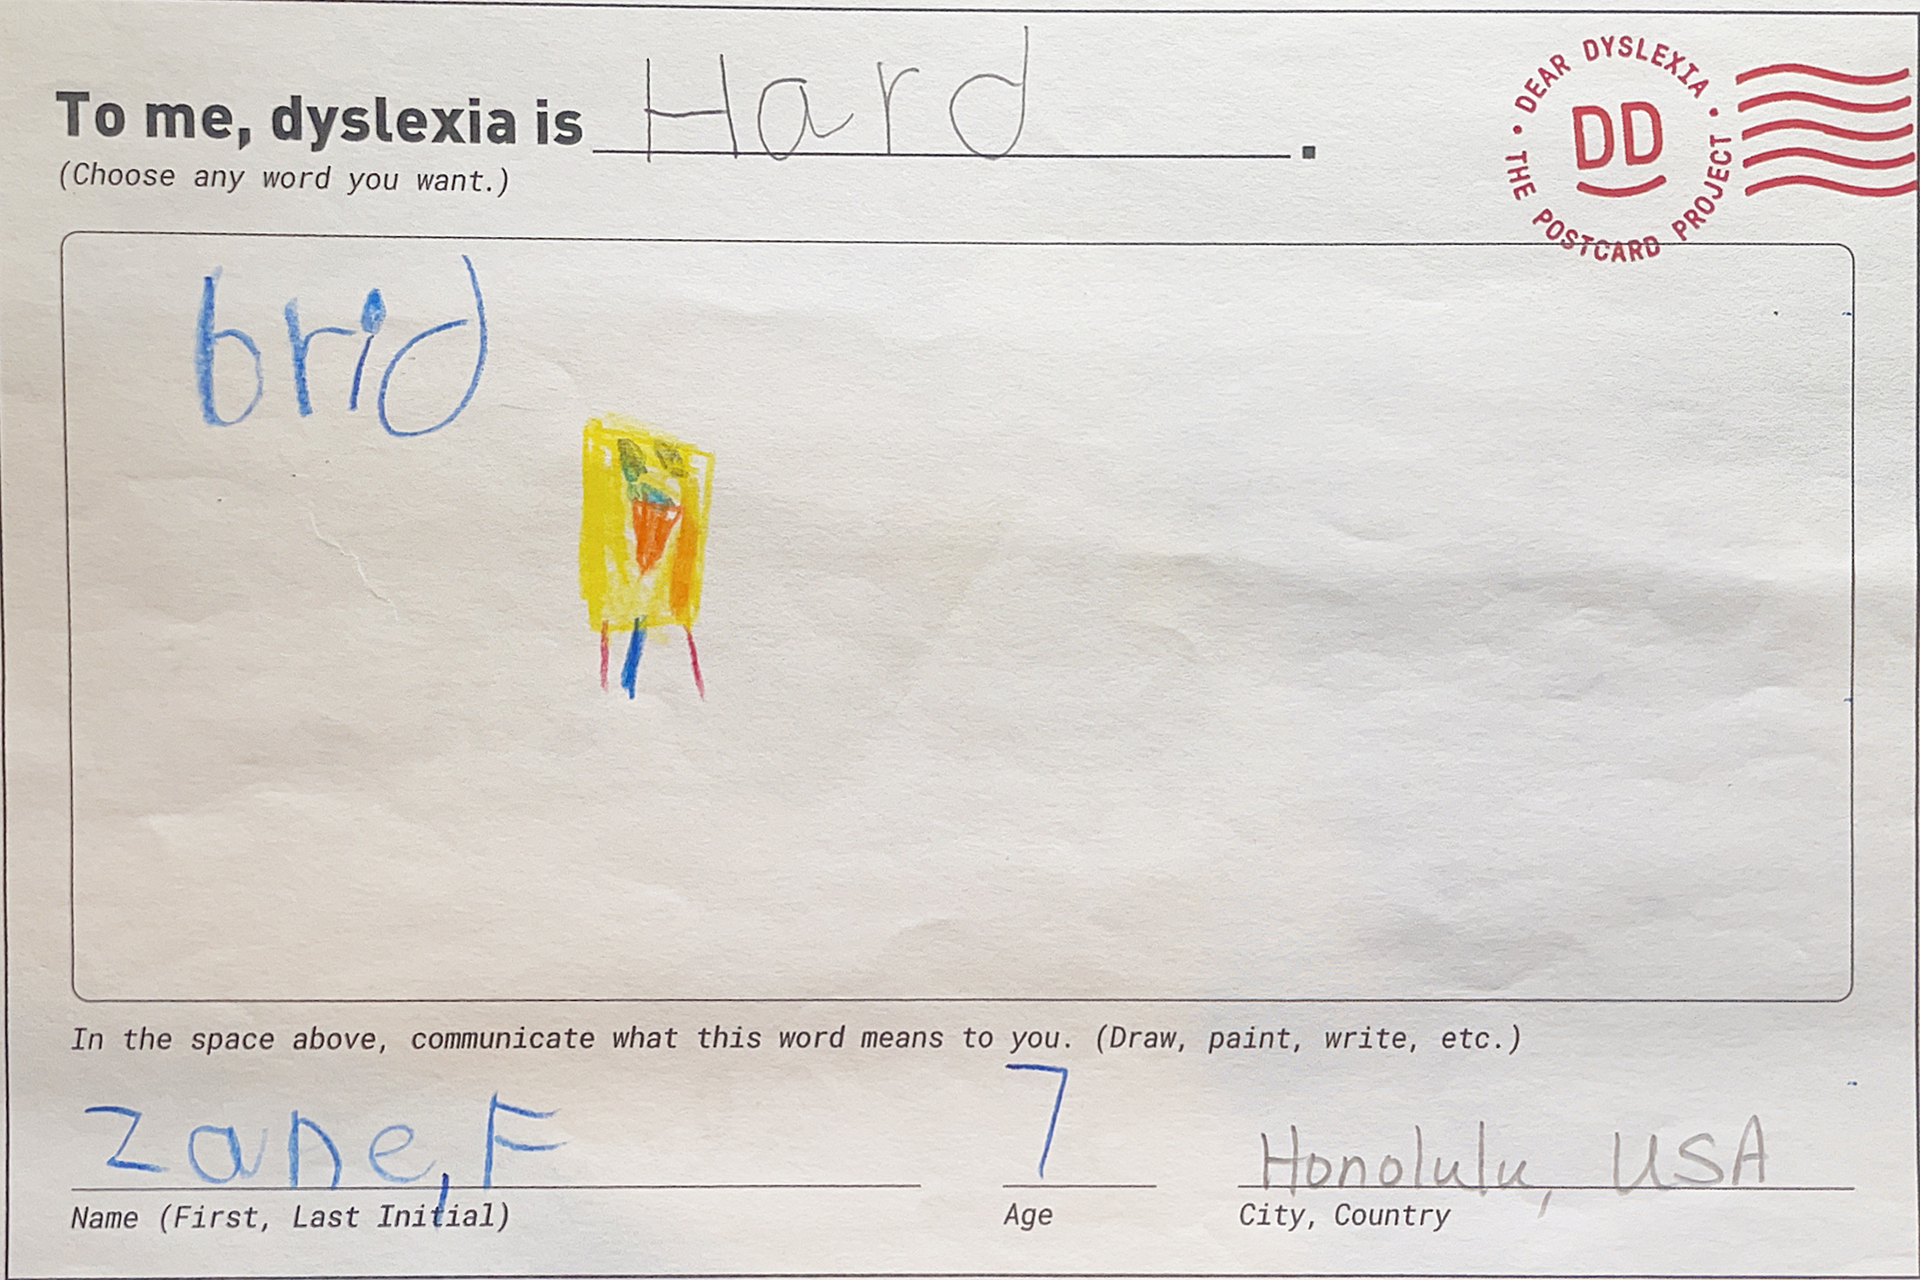 To me, dyslexia is Hard.
(Choose any word you want.)
• DEAR DYSLEXIA • THE POSTCARD PROJECT
DD
brid
In the space above, communicate what this word means to you. (Draw, paint, write, etc.)
Zane, F
7
Honolulu, USA
Name (First, Last Initial)
Age
City, Country